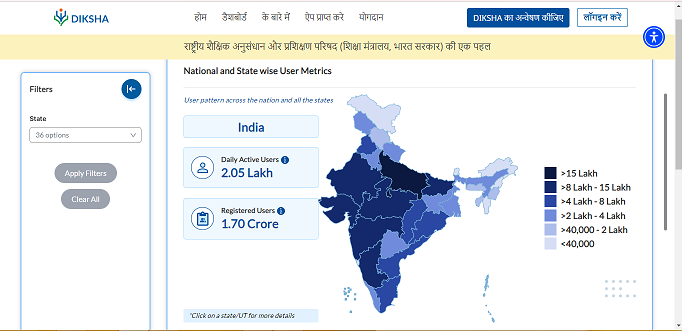 DIKSHA
होम डैशबोर्ड के बारे में ऐप प्राप्त करे योगदान
DIKSHA का अन्वेषण कीजिए
लॉगइन करें
राष्ट्रीय शैक्षिक अनुसंधान और प्रशिक्षण परिषद (शिक्षा मंत्रालय, भारत सरकार) की एक पहल
Filters
State
36 options
Apply Filters
Clear All
National and State wise User Metrics
User pattern across the nation and all the states
India
Daily Active Users
2.05 Lakh
Registered Users
1.70 Crore
*Click on a state/UT for more details
>15 Lakh
>8 Lakh - 15 Lakh
>4 Lakh - 8 Lakh
>2 Lakh - 4 Lakh
>40,000 - 2 Lakh
<40,000